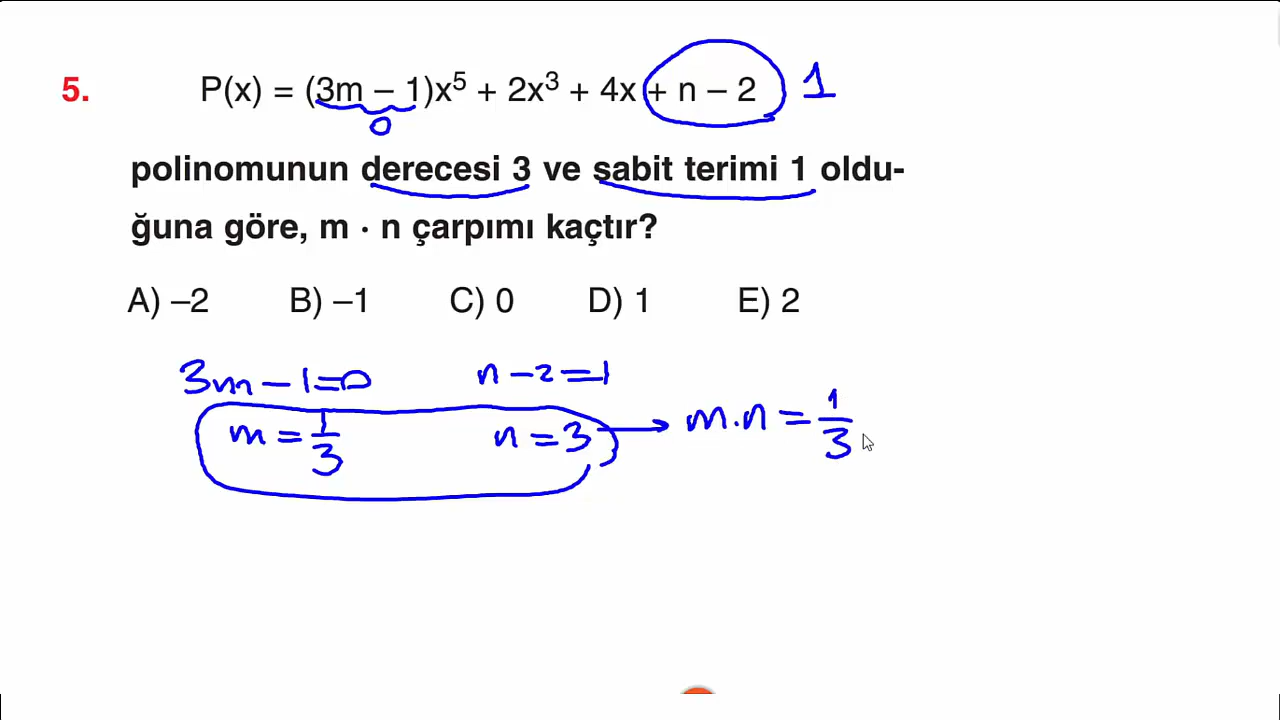 5. P(x) = (3m – 1)x⁵ + 2x³ + 4x + n – 2 1
0
polinomunun derecesi 3 ve sabit terimi 1 oldu-
ğuna göre, m · n çarpımı kaçtır?
A) –2 B) –1 C) 0 D) 1 E) 2
3m – 1 = 0 n – 2 = 1
m = 1/3 n = 3 → m.n = 1/3